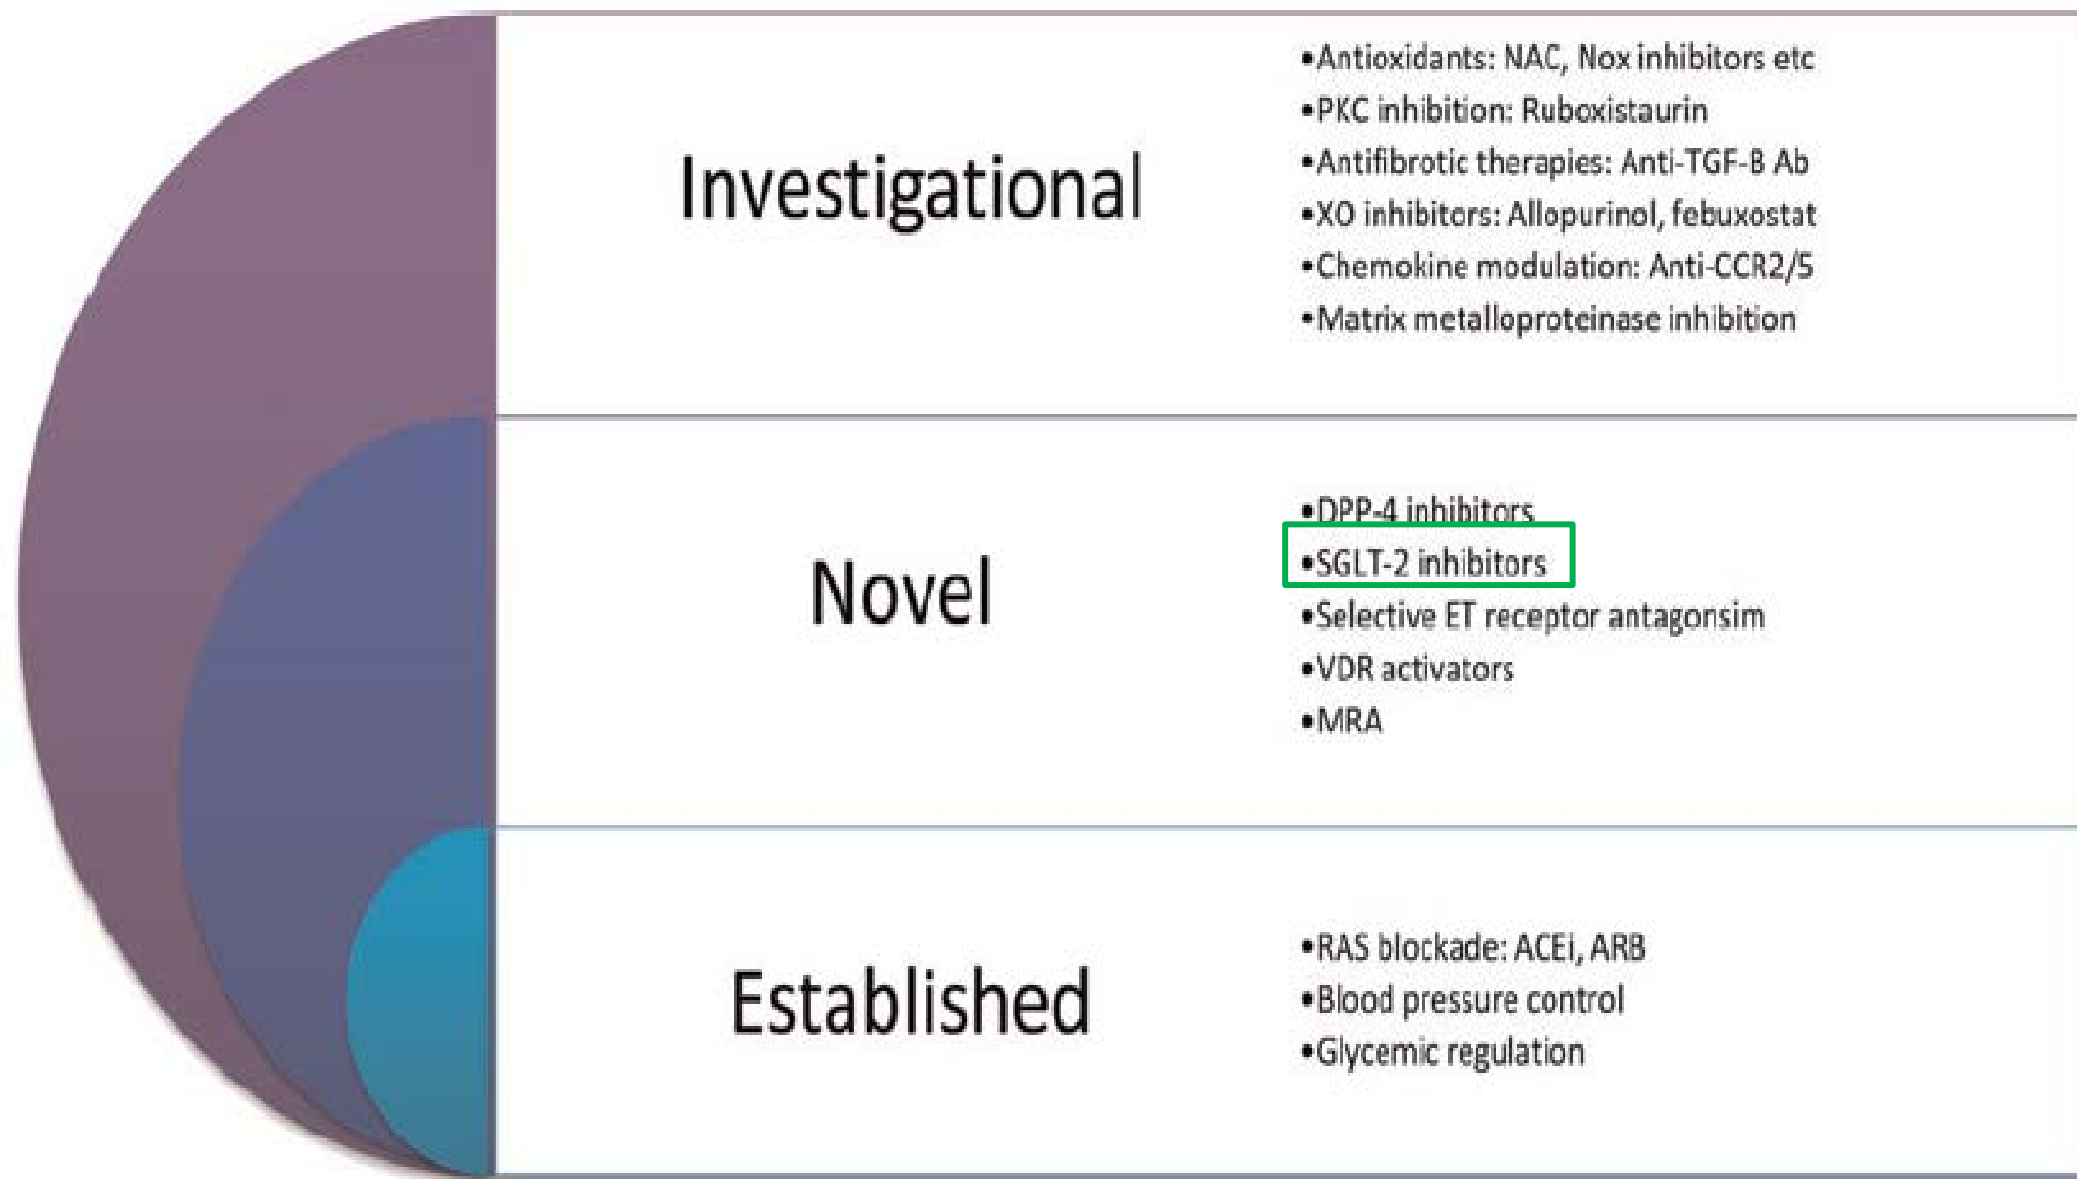 Investigational
•Antioxidants: NAC, Nox inhibitors etc
•PKC inhibition: Ruboxistaurin
•Antifibrotic therapies: Anti-TGF-B Ab
•XO inhibitors: Allopurinol, febuxostat
•Chemokine modulation: Anti-CCR2/5
•Matrix metalloproteinase inhibition
Novel
•DPP-4 inhibitors
•SGLT-2 inhibitors
•Selective ET receptor antagonsim
•VDR activators
•MRA
Established
•RAS blockade: ACEi, ARB
•Blood pressure control
•Glycemic regulation